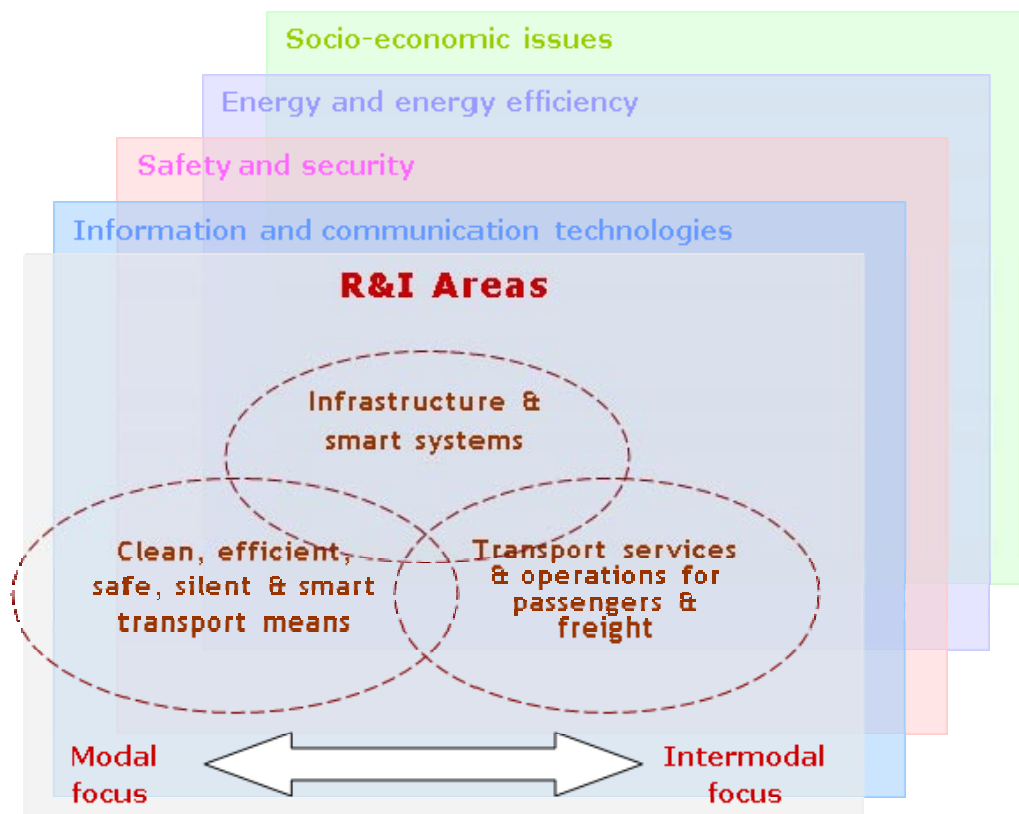 Socio-economic issues
Energy and energy efficiency
Safety and security
Information and communication technologies
R&I Areas
Infrastructure &
smart systems
Clean, efficient,
safe, silent & smart
transport means
Transport services
& operations for
passengers &
freight
Modal
focus
Intermodal
focus